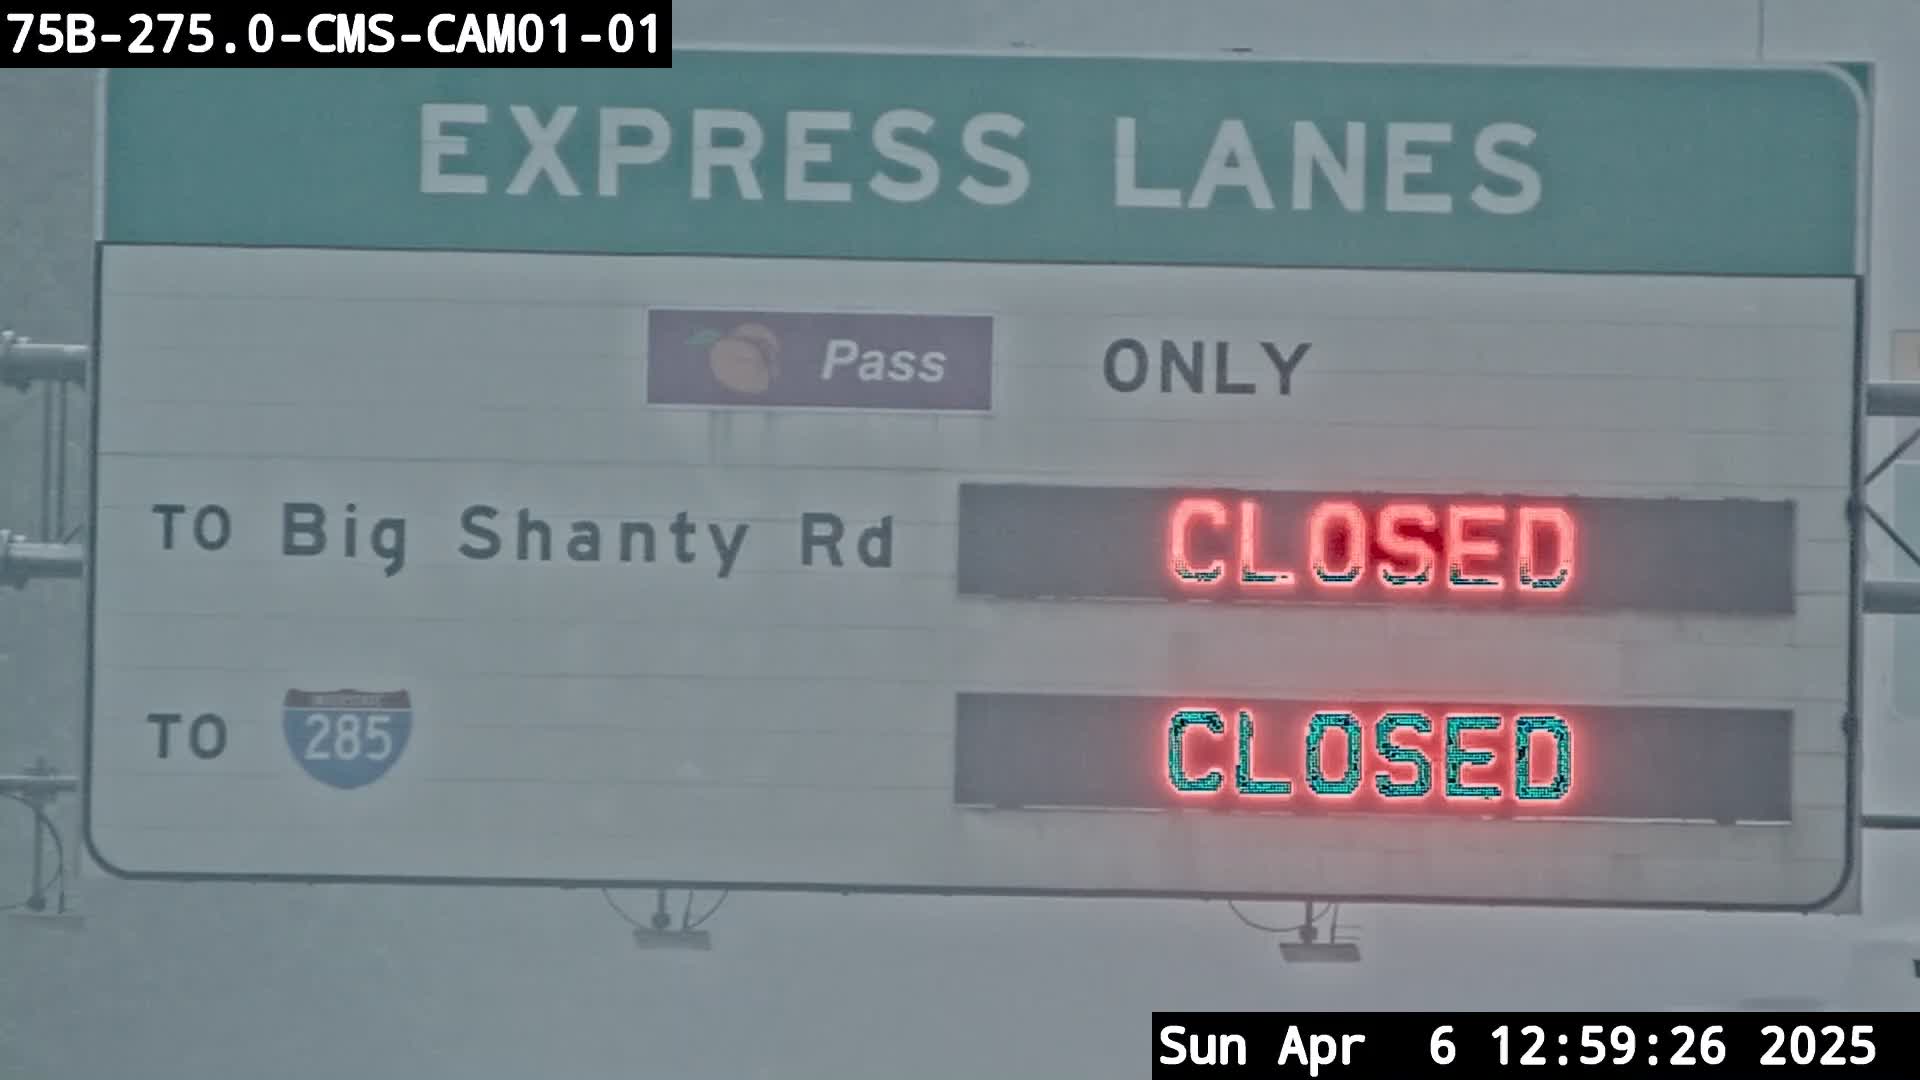 75B-275.0-CMS-CAM01-01
EXPRESS LANES
Pass ONLY
TO Big Shanty Rd CLOSED
TO 285 CLOSED
Sun Apr 6 12:59:26 2025